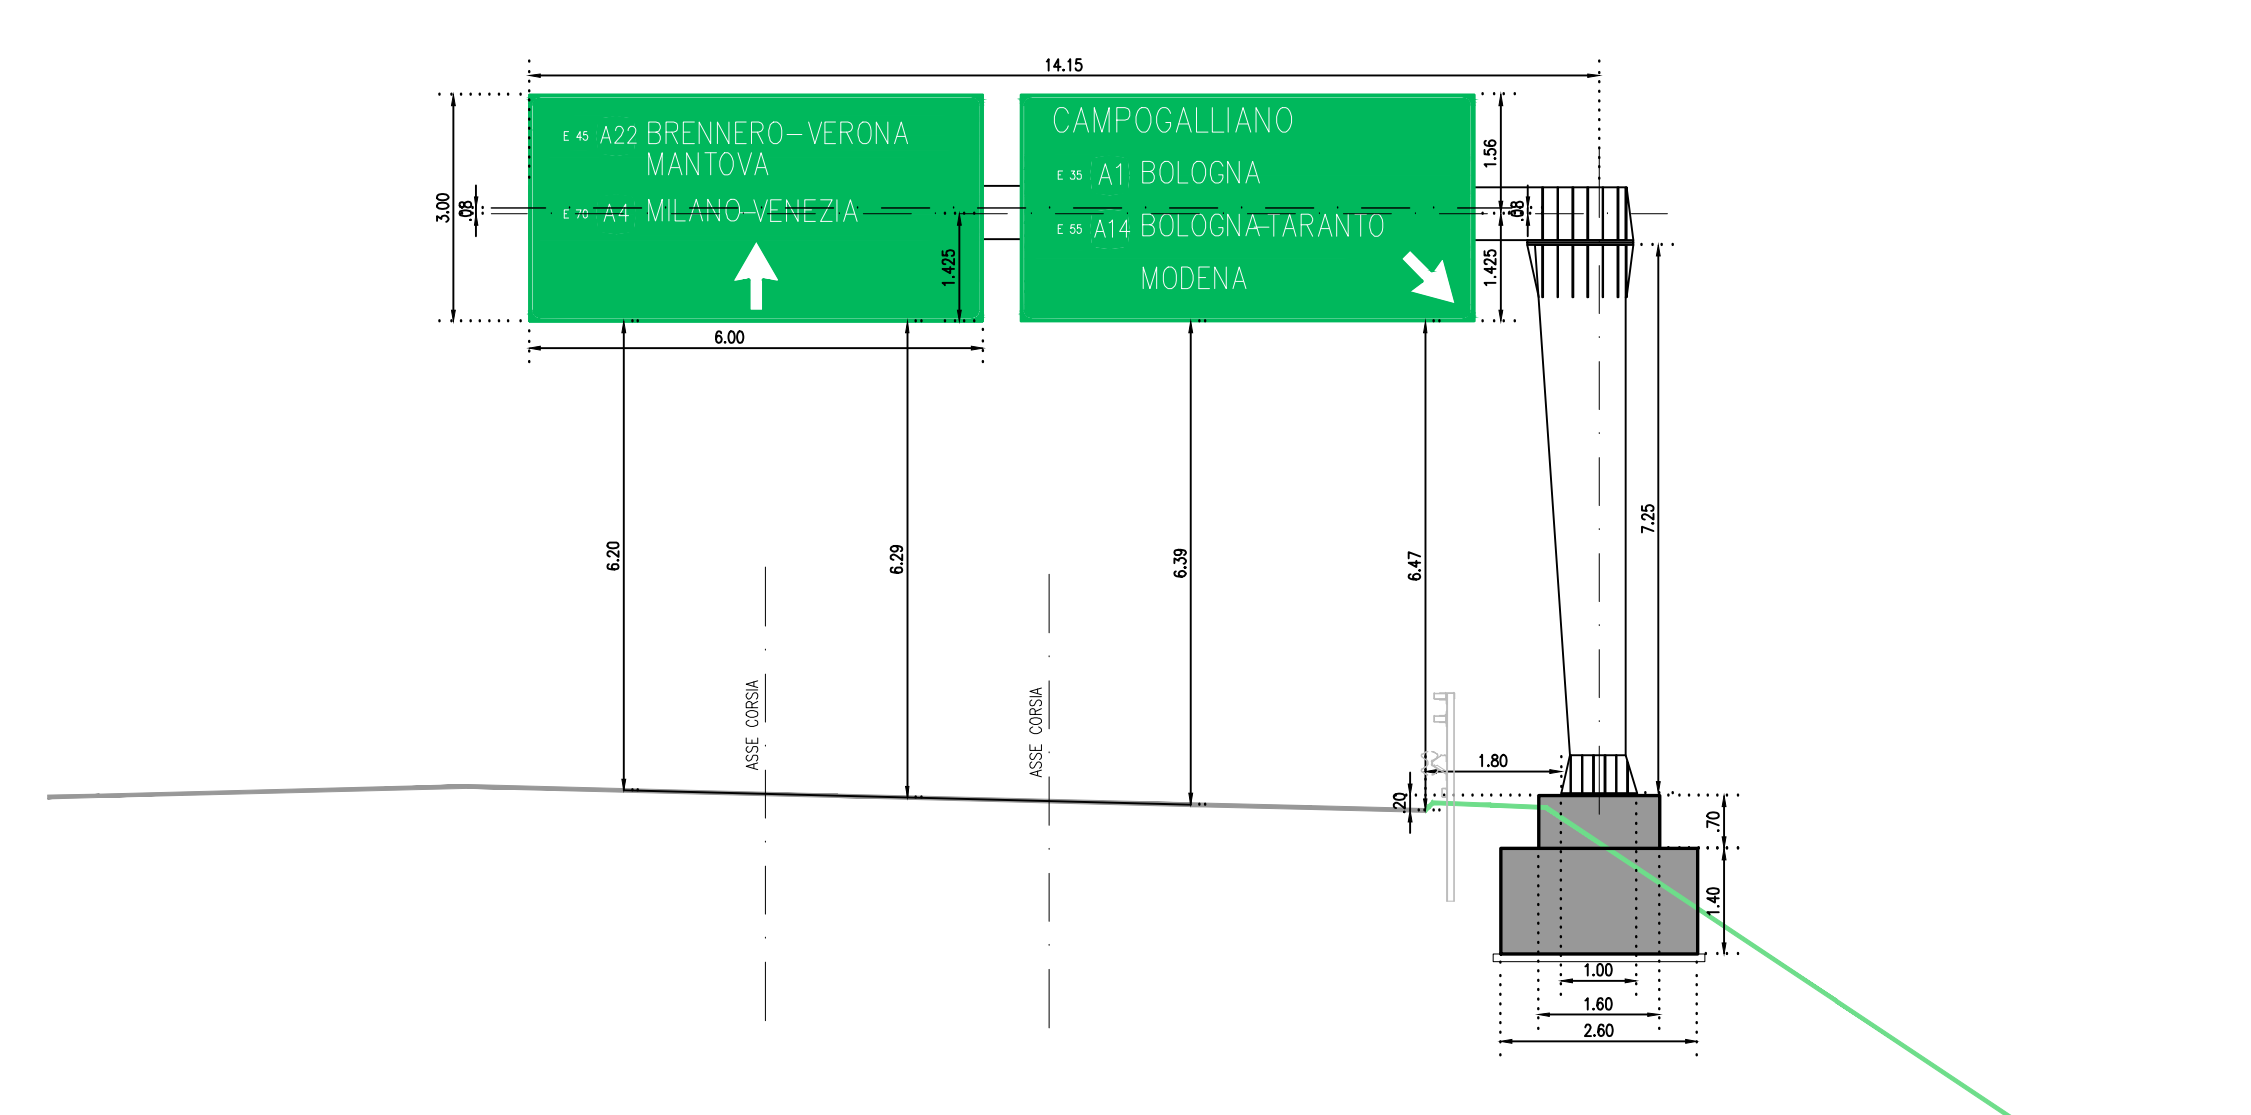 14.15
E 45 A22 BRENNERO-VERONA
MANTOVA
E 70 A4 MILANO-VENEZIA
CAMPOGALLIANO
E 35 A1 BOLOGNA
E 55 A14 BOLOGNA-TARANTO
MODENA
3.00
.08
1.425
1.56
.08
1.425
6.00
6.20
6.29
6.39
6.47
7.25
ASSE CORSIA
ASSE CORSIA
1.80
.20
.70
1.40
1.00
1.60
2.60